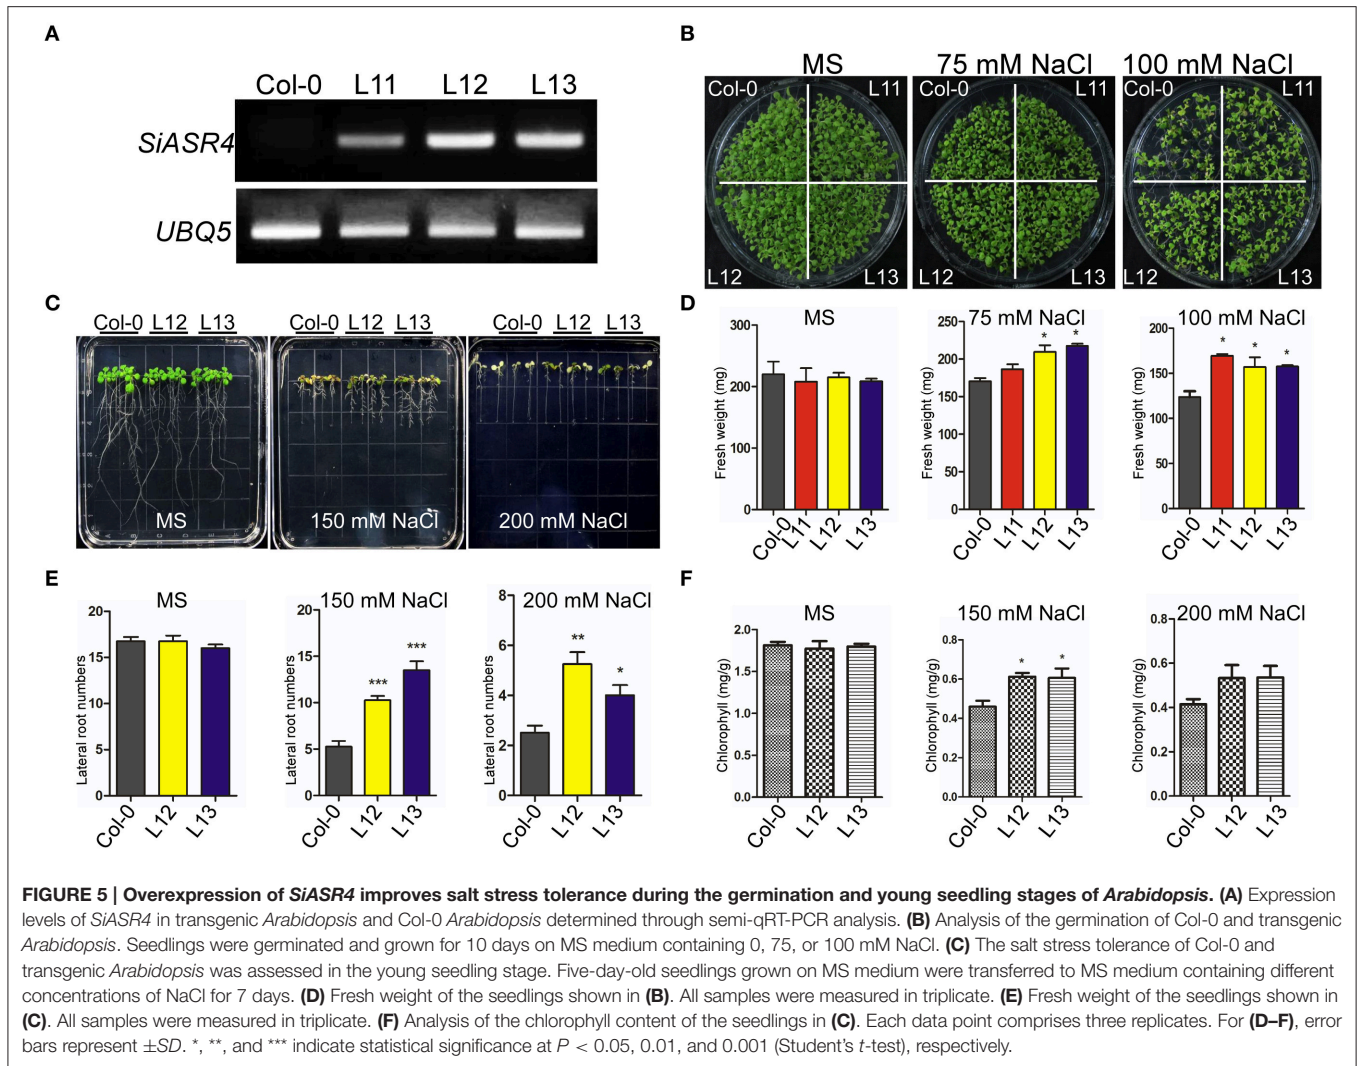 A
Col-0 L11 L12 L13
SiASR4
UBQ5
B
MS 75 mM NaCl 100 mM NaCl
Col-0 L11 Col-0 L11 Col-0 L11
L12 L13 L12 L13 L12 L13
C
Col-0 L12 L13 Col-0 L12 L13 Col-0 L12 L13
MS 150 mM NaCl 200 mM NaCl
D
MS
Fresh weight (mg)
300
200
100
0
Col-0 L11 L12 L13
75 mM NaCl
Fresh weight (mg)
250
200
150
100
50
0
* *
Col-0 L11 L12 L13
100 mM NaCl
Fresh weight (mg)
200
150
100
50
0
* * *
Col-0 L11 L12 L13
E
MS
Lateral root numbers
20
15
10
5
0
Col-0 L12 L13
150 mM NaCl
Lateral root numbers
20
15
10
5
0
*** ***
Col-0 L12 L13
200 mM NaCl
Lateral root numbers
8
6
4
2
0
** *
Col-0 L12 L13
F
MS
Chlorophyll (mg/g)
2.0
1.5
1.0
0.5
0.0
Col-0 L12 L13
150 mM NaCl
Chlorophyll (mg/g)
0.8
0.6
0.4
0.2
0.0
* *
Col-0 L12 L13
200 mM NaCl
Chlorophyll (mg/g)
0.8
0.6
0.4
0.2
0.0
Col-0 L12 L13
FIGURE 5 | Overexpression of SiASR4 improves salt stress tolerance during the germination and young seedling stages of Arabidopsis. (A) Expression
levels of SiASR4 in transgenic Arabidopsis and Col-0 Arabidopsis determined through semi-qRT-PCR analysis. (B) Analysis of the germination of Col-0 and transgenic
Arabidopsis. Seedlings were germinated and grown for 10 days on MS medium containing 0, 75, or 100 mM NaCl. (C) The salt stress tolerance of Col-0 and
transgenic Arabidopsis was assessed in the young seedling stage. Five-day-old seedlings grown on MS medium were transferred to MS medium containing different
concentrations of NaCl for 7 days. (D) Fresh weight of the seedlings shown in (B). All samples were measured in triplicate. (E) Fresh weight of the seedlings shown in
(C). All samples were measured in triplicate. (F) Analysis of the chlorophyll content of the seedlings in (C). Each data point comprises three replicates. For (D–F), error
bars represent ±SD. *, **, and *** indicate statistical significance at P < 0.05, 0.01, and 0.001 (Student's t-test), respectively.